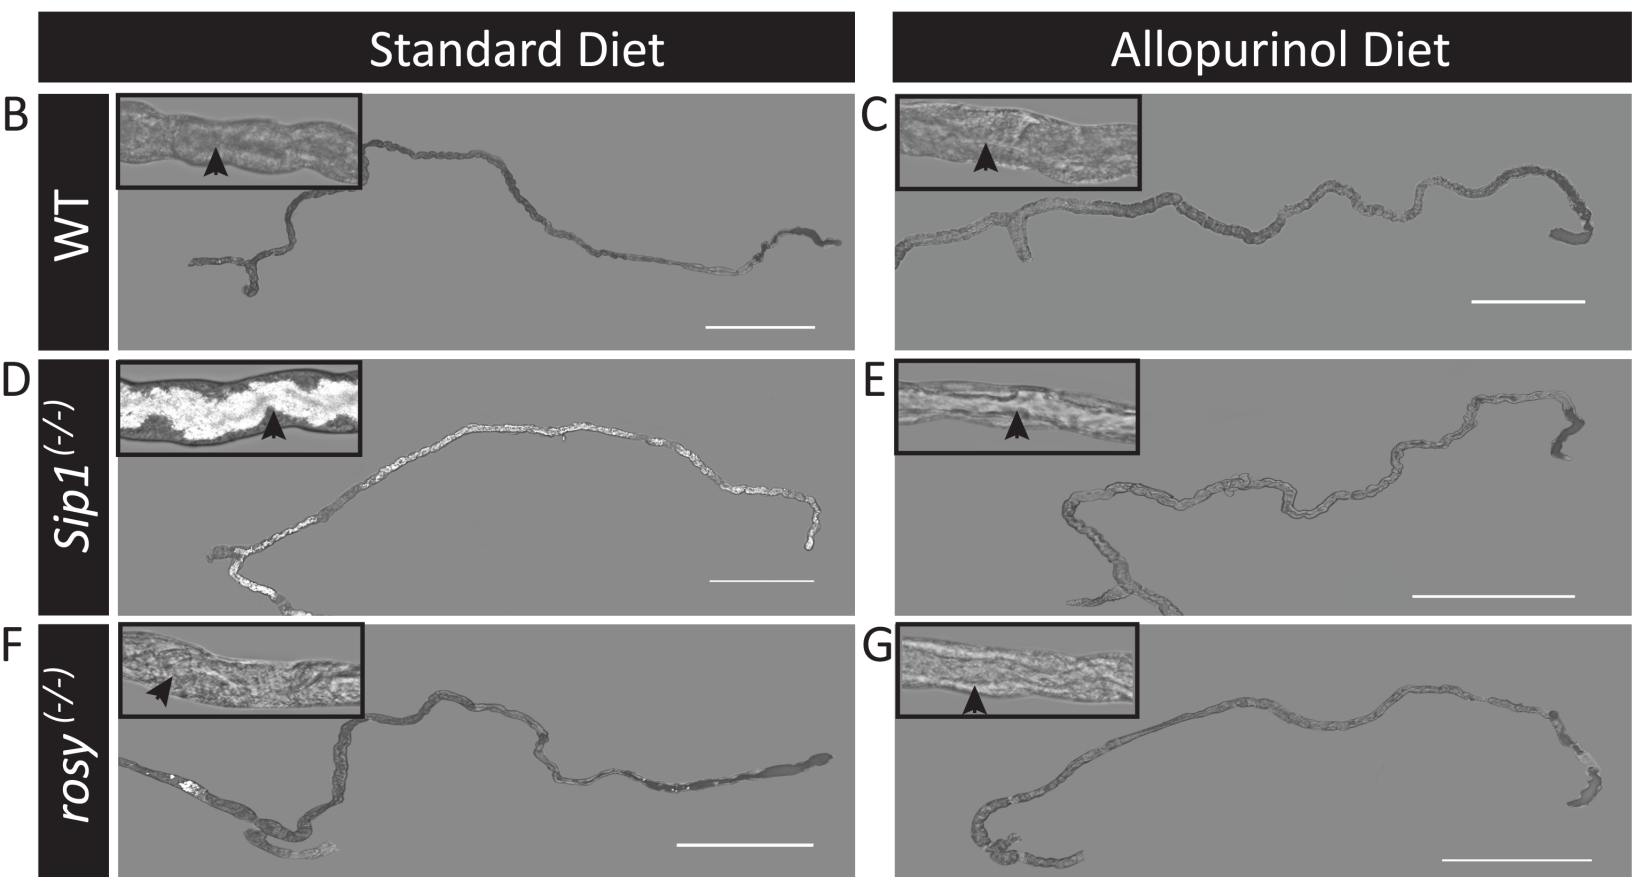 Standard Diet
Allopurinol Diet
B
C
WT
D
E
Sip1(-/-)
F
G
rosy(-/-)